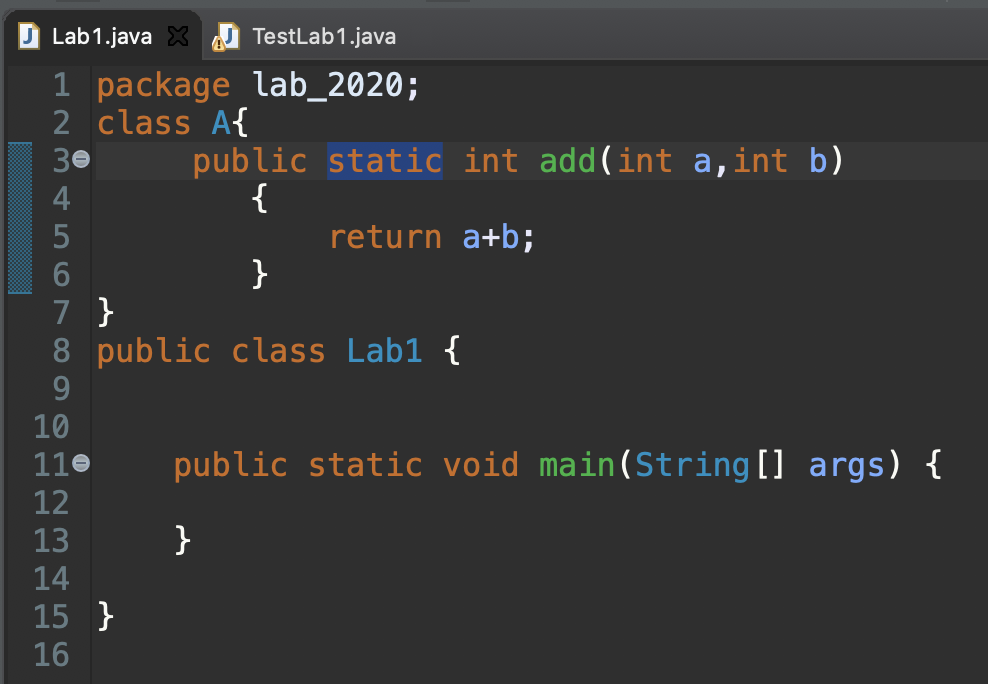 Lab1.java TestLab1.java
1 package lab_2020;
2 class A{
3 public static int add(int a,int b)
4 {
5 return a+b;
6 }
7 }
8 public class Lab1 {
9
10
11 public static void main(String[] args) {
12
13 }
14
15 }
16